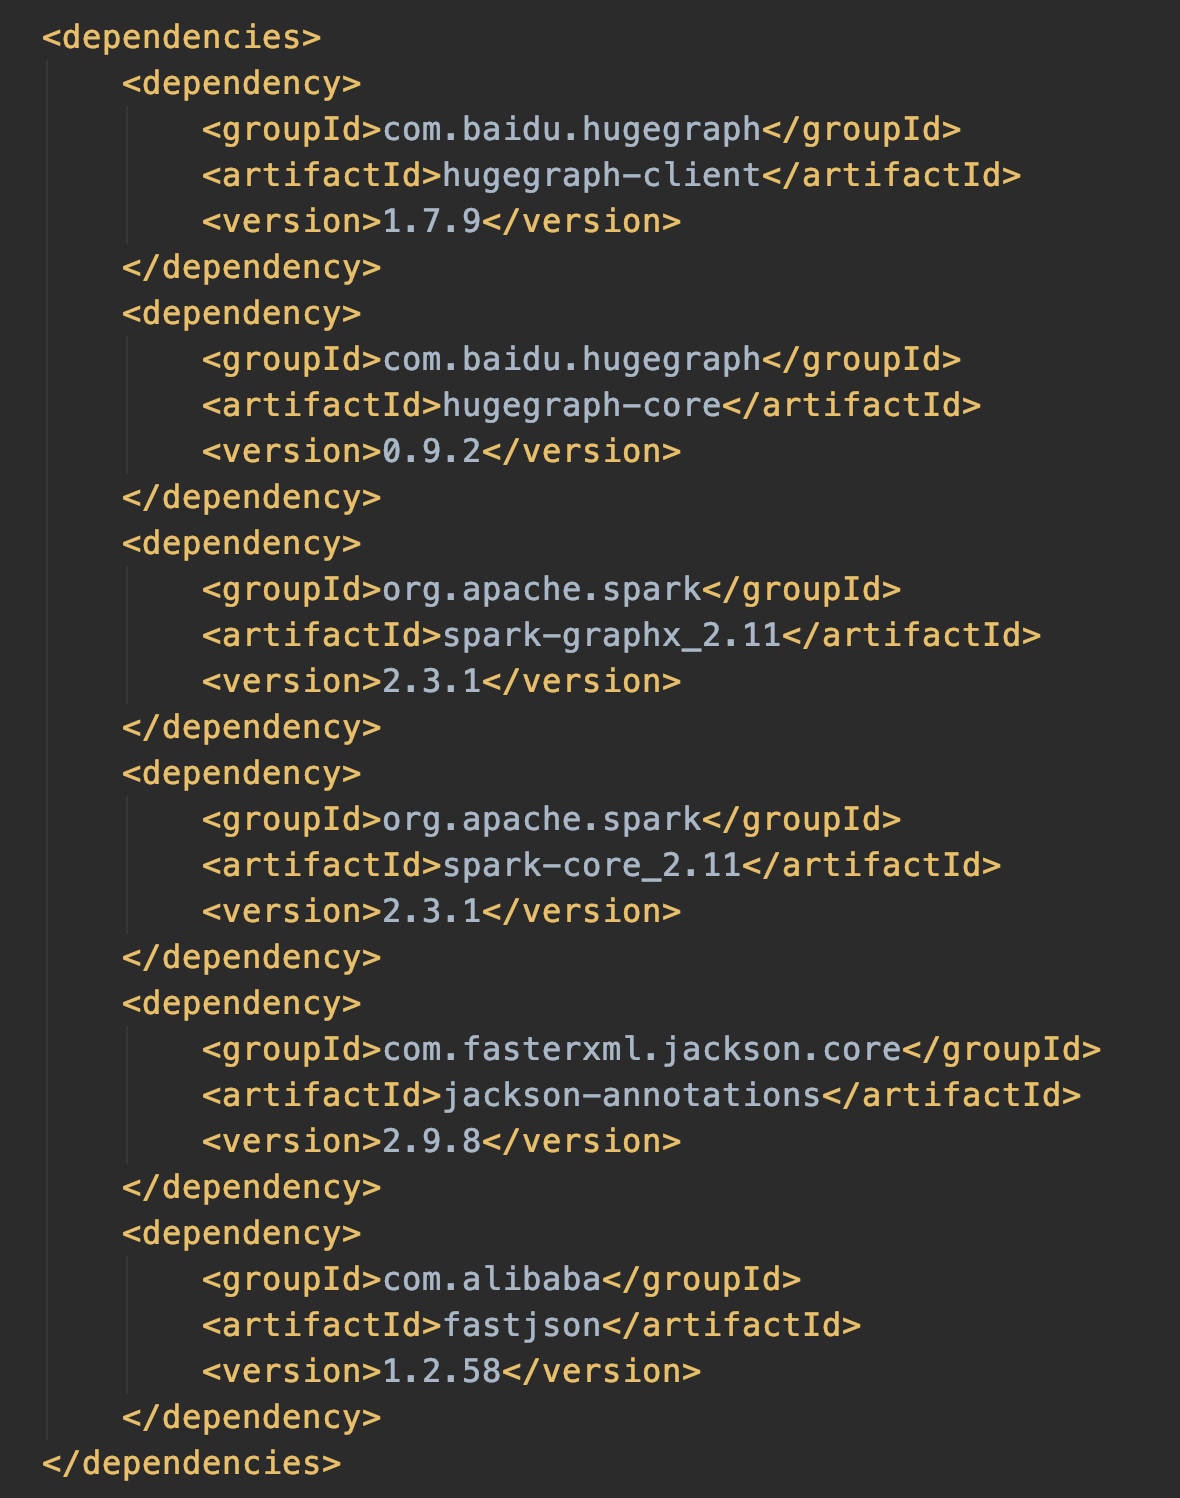 <dependencies>
    <dependency>
        <groupId>com.baidu.hugegraph</groupId>
        <artifactId>hugegraph-client</artifactId>
        <version>1.7.9</version>
    </dependency>
    <dependency>
        <groupId>com.baidu.hugegraph</groupId>
        <artifactId>hugegraph-core</artifactId>
        <version>0.9.2</version>
    </dependency>
    <dependency>
        <groupId>org.apache.spark</groupId>
        <artifactId>spark-graphx_2.11</artifactId>
        <version>2.3.1</version>
    </dependency>
    <dependency>
        <groupId>org.apache.spark</groupId>
        <artifactId>spark-core_2.11</artifactId>
        <version>2.3.1</version>
    </dependency>
    <dependency>
        <groupId>com.fasterxml.jackson.core</groupId>
        <artifactId>jackson-annotations</artifactId>
        <version>2.9.8</version>
    </dependency>
    <dependency>
        <groupId>com.alibaba</groupId>
        <artifactId>fastjson</artifactId>
        <version>1.2.58</version>
    </dependency>
</dependencies>